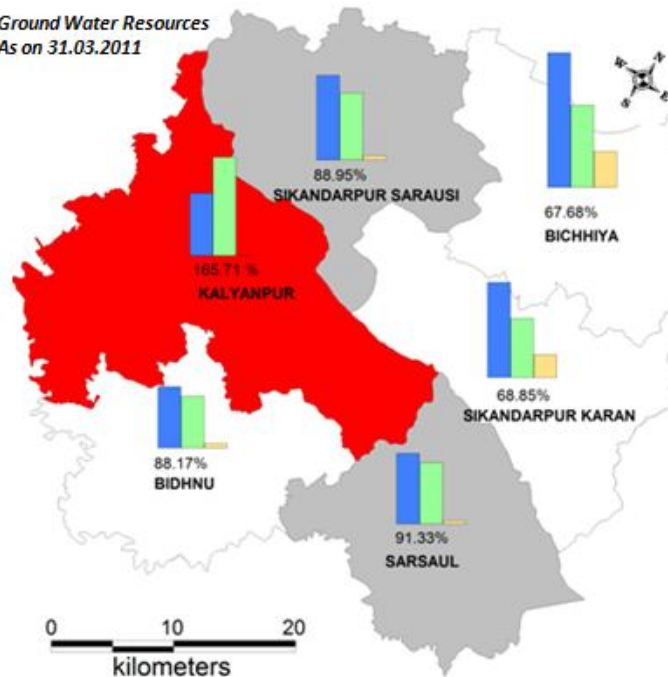 Ground Water Resources
As on 31.03.2011
W N
S E
88.95%
SIKANDARPUR SARAUSI
67.68%
BICHHIYA
165.71 %
KALYANPUR
68.85%
SIKANDARPUR KARAN
88.17%
BIDHNU
91.33%
SARSAUL
0 10 20
kilometers